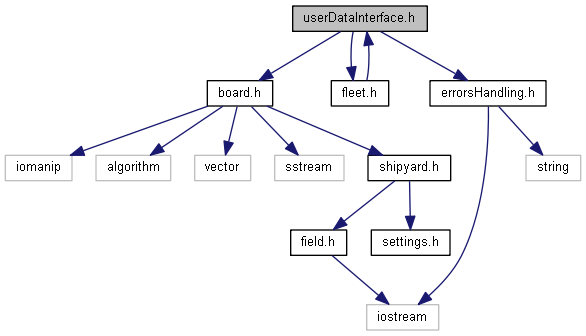 userDataInterface.h
board.h
fleet.h
errorsHandling.h
iomanip
algorithm
vector
sstream
shipyard.h
string
field.h
settings.h
iostream